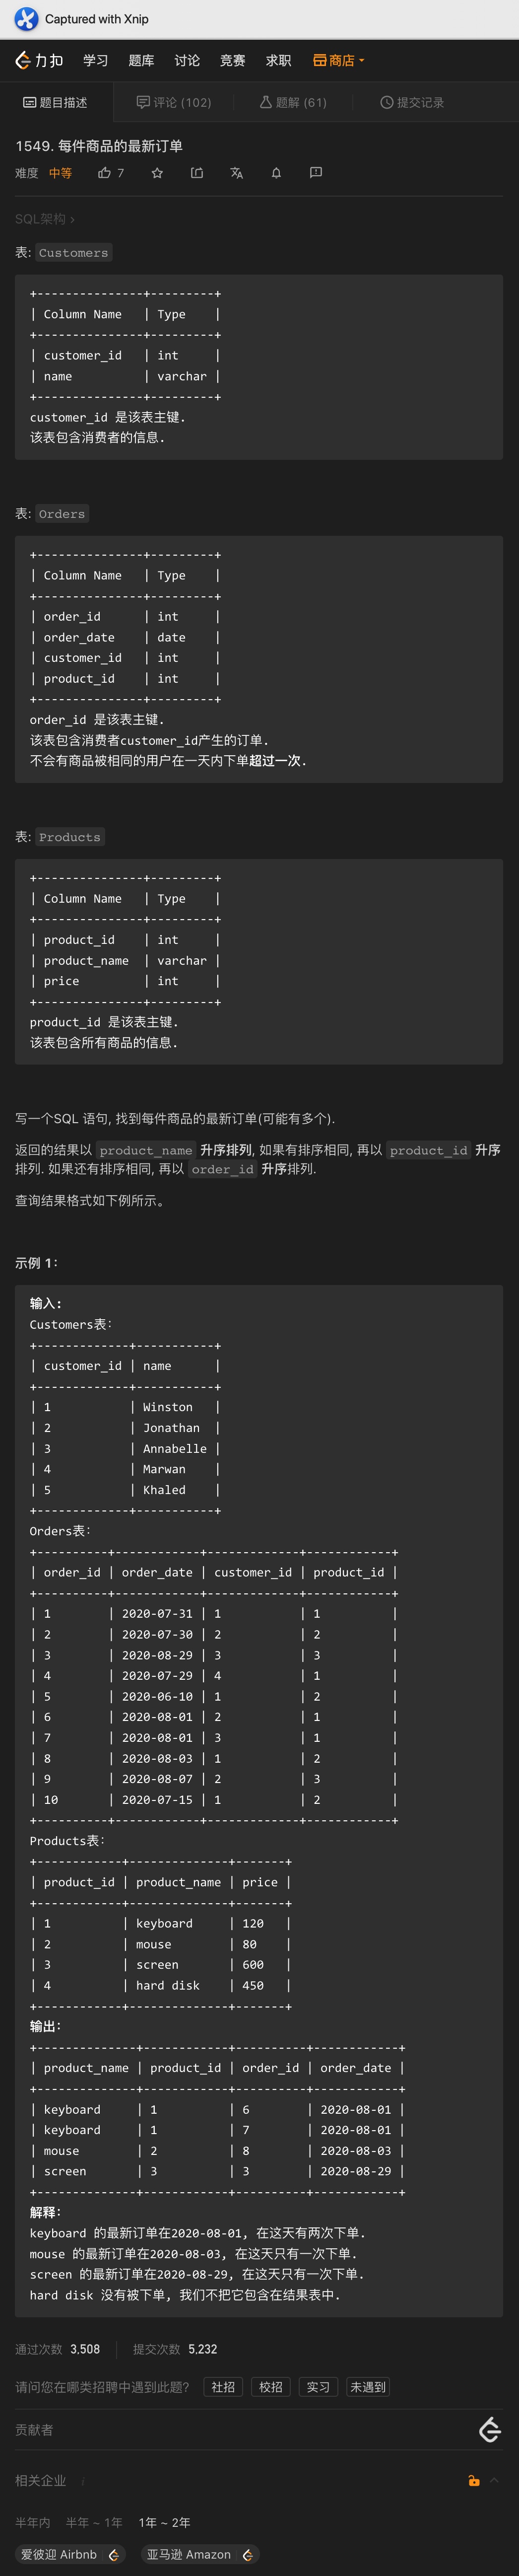 Captured with Xnip
力扣 学习 题库 讨论 竞赛 求职 商店
题目描述 评论 (102) 题解 (61) 提交记录
1549. 每件商品的最新订单
难度 中等 7
SQL架构 ›
表: Customers
+---------------+---------+
| Column Name   | Type    |
+---------------+---------+
| customer_id   | int     |
| name          | varchar |
+---------------+---------+
customer_id 是该表主键.
该表包含消费者的信息.
表: Orders
+---------------+---------+
| Column Name   | Type    |
+---------------+---------+
| order_id      | int     |
| order_date    | date    |
| customer_id   | int     |
| product_id    | int     |
+---------------+---------+
order_id 是该表主键.
该表包含消费者customer_id产生的订单.
不会有商品被相同的用户在一天内下单超过一次.
表: Products
+---------------+---------+
| Column Name   | Type    |
+---------------+---------+
| product_id    | int     |
| product_name  | varchar |
| price         | int     |
+---------------+---------+
product_id 是该表主键.
该表包含所有商品的信息.
写一个SQL 语句, 找到每件商品的最新订单(可能有多个).
返回的结果以 product_name 升序排列, 如果有排序相同, 再以 product_id 升序
排列. 如果还有排序相同, 再以 order_id 升序排列.
查询结果格式如下例所示。
示例 1：
输入：
Customers表：
+-------------+-----------+
| customer_id | name      |
+-------------+-----------+
| 1           | Winston   |
| 2           | Jonathan  |
| 3           | Annabelle |
| 4           | Marwan    |
| 5           | Khaled    |
+-------------+-----------+
Orders表：
+----------+------------+-------------+------------+
| order_id | order_date | customer_id | product_id |
+----------+------------+-------------+------------+
| 1        | 2020-07-31 | 1           | 1          |
| 2        | 2020-07-30 | 2           | 2          |
| 3        | 2020-08-29 | 3           | 3          |
| 4        | 2020-07-29 | 4           | 1          |
| 5        | 2020-06-10 | 1           | 2          |
| 6        | 2020-08-01 | 2           | 1          |
| 7        | 2020-08-01 | 3           | 1          |
| 8        | 2020-08-03 | 1           | 2          |
| 9        | 2020-08-07 | 2           | 3          |
| 10       | 2020-07-15 | 1           | 2          |
+----------+------------+-------------+------------+
Products表：
+------------+--------------+-------+
| product_id | product_name | price |
+------------+--------------+-------+
| 1          | keyboard     | 120   |
| 2          | mouse        | 80    |
| 3          | screen       | 600   |
| 4          | hard disk    | 450   |
+------------+--------------+-------+
输出：
+--------------+------------+----------+------------+
| product_name | product_id | order_id | order_date |
+--------------+------------+----------+------------+
| keyboard     | 1          | 6        | 2020-08-01 |
| keyboard     | 1          | 7        | 2020-08-01 |
| mouse        | 2          | 8        | 2020-08-03 |
| screen       | 3          | 3        | 2020-08-29 |
+--------------+------------+----------+------------+
解释：
keyboard 的最新订单在2020-08-01, 在这天有两次下单.
mouse 的最新订单在2020-08-03, 在这天只有一次下单.
screen 的最新订单在2020-08-29, 在这天只有一次下单.
hard disk 没有被下单, 我们不把它包含在结果表中.
通过次数 3,508 提交次数 5,232
请问您在哪类招聘中遇到此题? 社招 校招 实习 未遇到
贡献者
相关企业 i
半年内 半年 ~ 1年 1年 ~ 2年
爱彼迎 Airbnb 亚马逊 Amazon